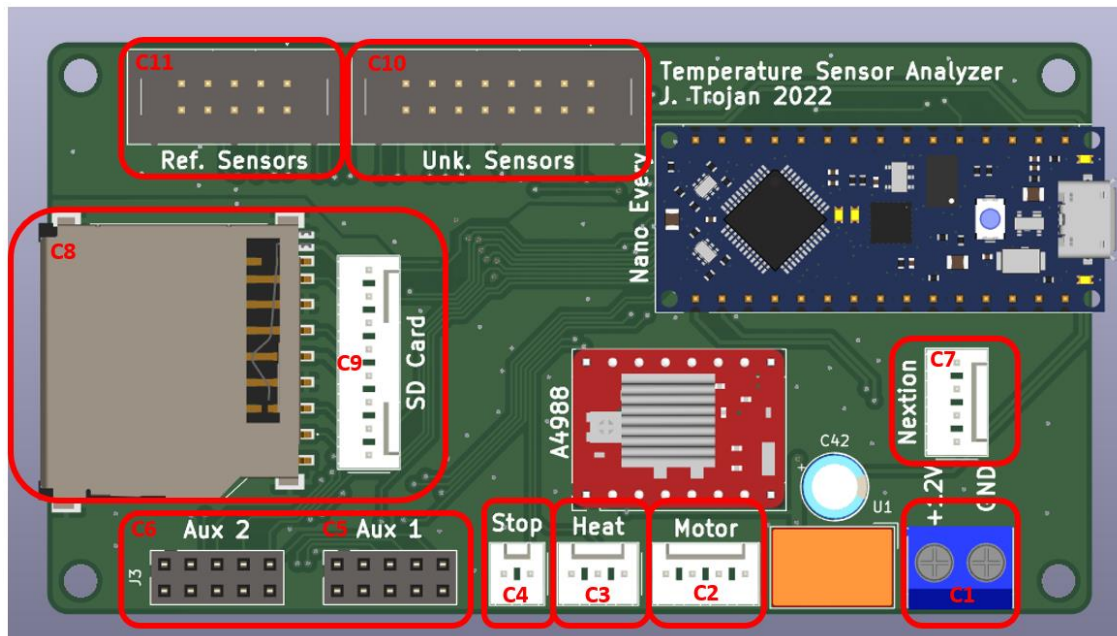 C11
C10
Temperature Sensor Analyzer
J. Trojan 2022
Ref. Sensors
Unk. Sensors
Nano Every
C8
C9
SD Card
A4988
C7
Nextion
C42
U1
+12V
GND
C6
Aux 2
C5
Aux 1
Stop
Heat
Motor
J3
C4
C3
C2
C1